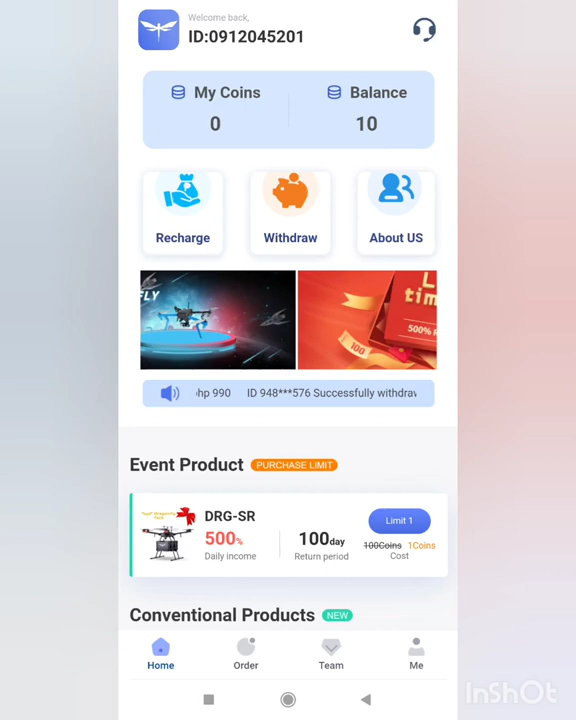 Welcome back,
ID:0912045201
My Coins
Balance
0
10
Recharge
Withdraw
About US
FLY
100
500%
hp 990 ID 948***576 Successfully withdraw
Event Product PURCHASE LIMIT
DRG-SR
500%
Daily income
100day
Return period
Limit 1
100Coins 1Coins
Cost
Conventional Products NEW
Home
Order
Team
Me
InShOt